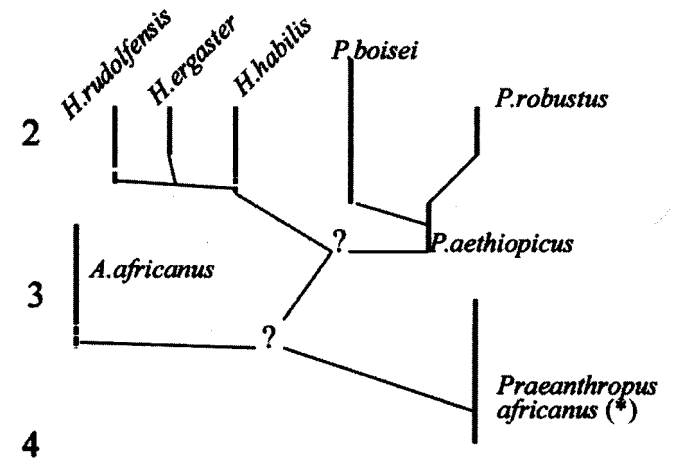 H.rudolfensis
H.ergaster
H.habilis
P.boisei
P.robustus
2
?
P.aethiopicus
A.africanus
3
?
Praeanthropus
africanus (*)
4